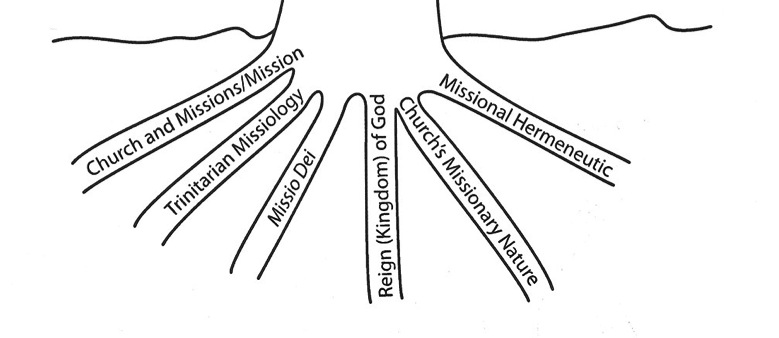 Church and Missions/Mission
Trinitarian Missiology
Missio Dei
Reign (Kingdom) of God
Church's Missionary Nature
Missional Hermeneutic